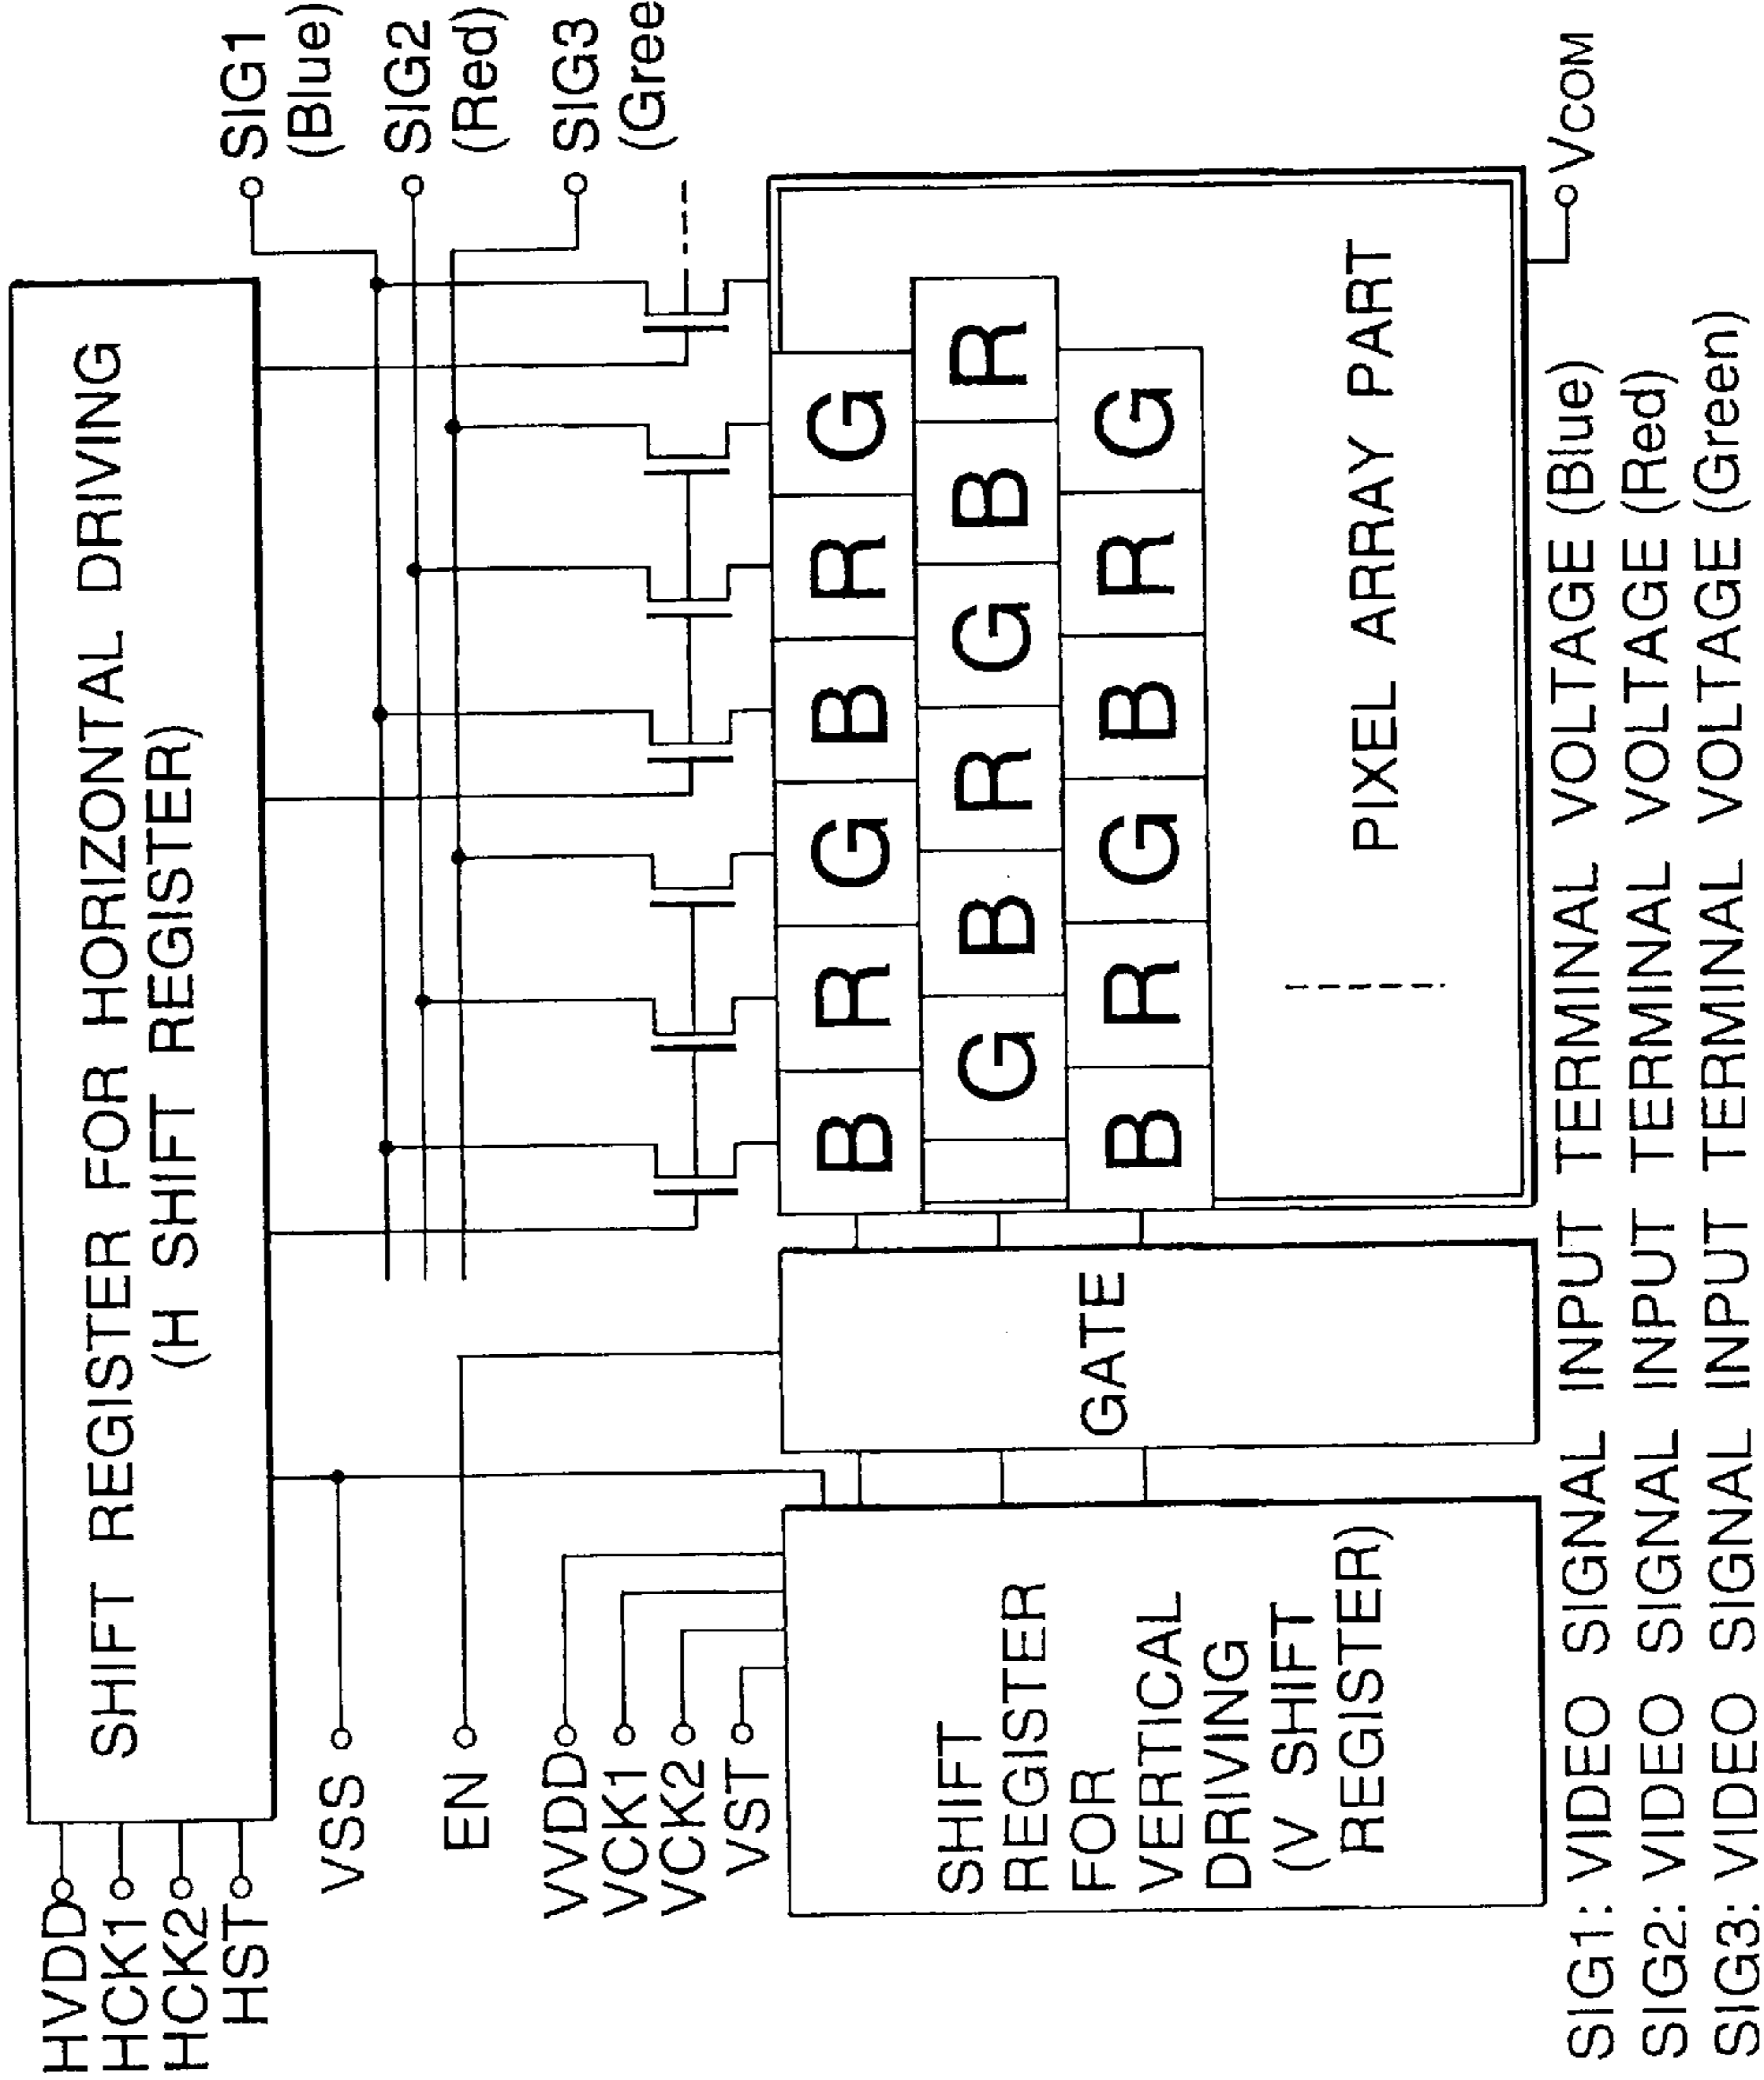 SHIFT REGISTER FOR HORIZONTAL DRIVING
(H SHIFT REGISTER)
HVDD
HCK1
HCK2
HST
VSS
EN
VVDD
VCK1
VCK2
VST
SIG1
(Blue)
SIG2
(Red)
SIG3
(Gree
B R G B R G
G B R G B R
B R G B R G
PIXEL ARRAY PART
GATE
SHIFT
REGISTER
FOR
VERTICAL
DRIVING
(V SHIFT
REGISTER)
VCOM
SIG1: VIDEO SIGNAL INPUT TERMINAL VOLTAGE (Blue)
SIG2: VIDEO SIGNAL INPUT TERMINAL VOLTAGE (Red)
SIG3: VIDEO SIGNAL INPUT TERMINAL VOLTAGE (Green)